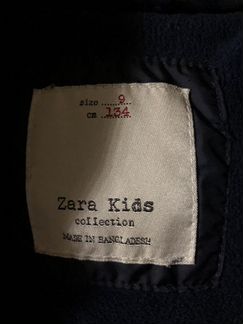 size 9
cm 134
Zara Kids
collection
MADE IN BANGLADESH